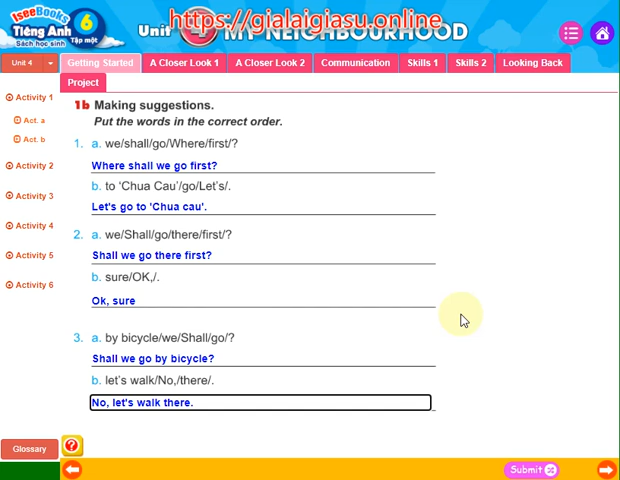 IseeBooks
Tiếng Anh 6
Tập một
Sách học sinh
Unit 4 MY NEIGHBOURHOOD
https://gialaigiasu.online
Unit 4
Getting Started
A Closer Look 1
A Closer Look 2
Communication
Skills 1
Skills 2
Looking Back
Project
Activity 1
Act. a
Act. b
Activity 2
Activity 3
Activity 4
Activity 5
Activity 6
1b Making suggestions.
Put the words in the correct order.
1. a. we/shall/go/Where/first/?
Where shall we go first?
b. to ‘Chua Cau’/go/Let’s/.
Let's go to 'Chua cau'.
2. a. we/Shall/go/there/first/?
Shall we go there first?
b. sure/OK,/.
Ok, sure
3. a. by bicycle/we/Shall/go/?
Shall we go by bicycle?
b. let’s walk/No,/there/.
No, let's walk there.
Glossary
?
Submit